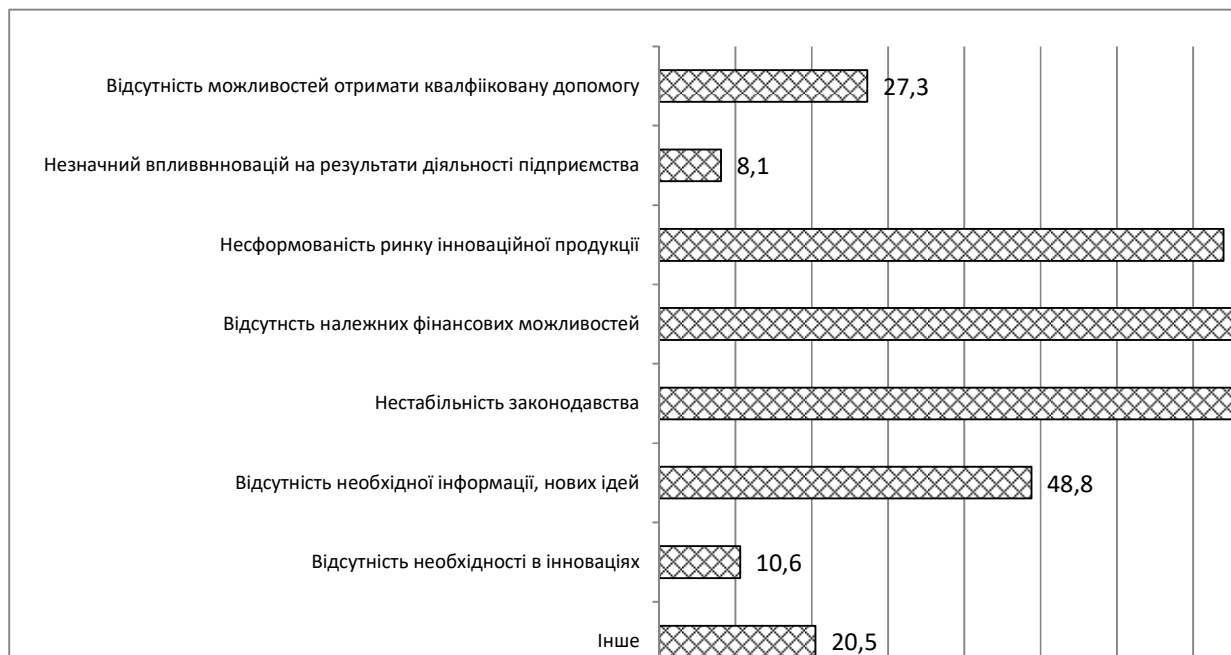 Відсутність можливостей отримати квалфііковану допомогу
27,3
Незначний впливвнновацій на результати діяльності підприємства
8,1
Несформованість ринку інноваційної продукції
Відсутнсть належних фінансових можливостей
Нестабільність законодавства
Відсутність необхідної інформації, нових ідей
48,8
Відсутність необхідності в інноваціях
10,6
Інше
20,5